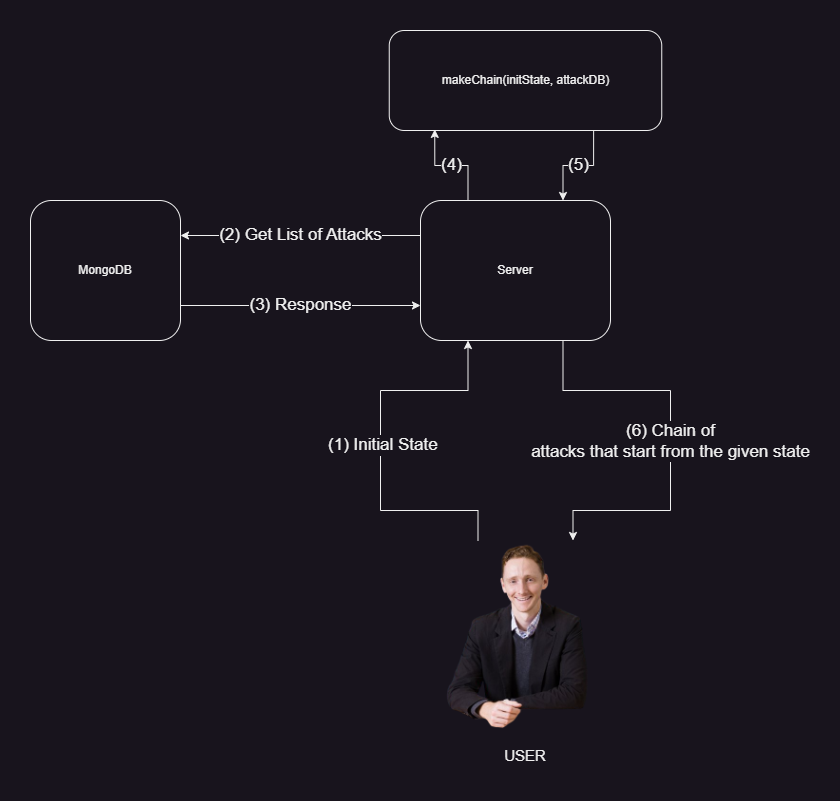 makeChain(initState, attackDB)
(4)
(5)
(2) Get List of Attacks
MongoDB
Server
(3) Response
(1) Initial State
(6) Chain of
attacks that start from the given state
USER